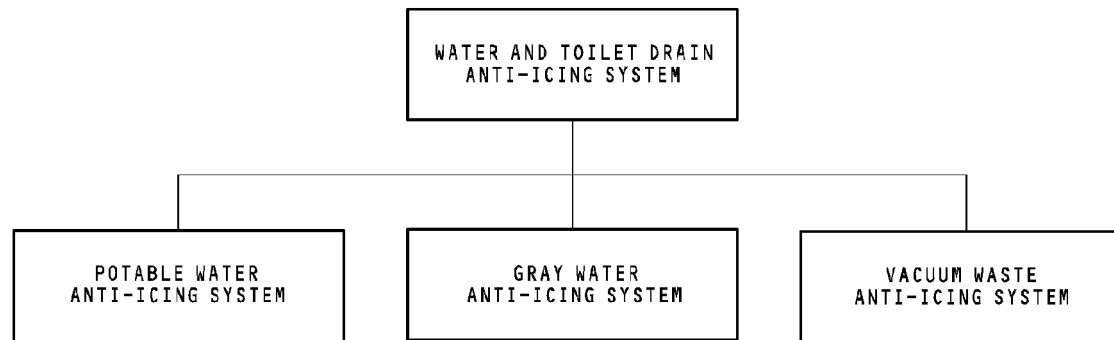 WATER AND TOILET DRAIN
ANTI-ICING SYSTEM
POTABLE WATER
ANTI-ICING SYSTEM
GRAY WATER
ANTI-ICING SYSTEM
VACUUM WASTE
ANTI-ICING SYSTEM